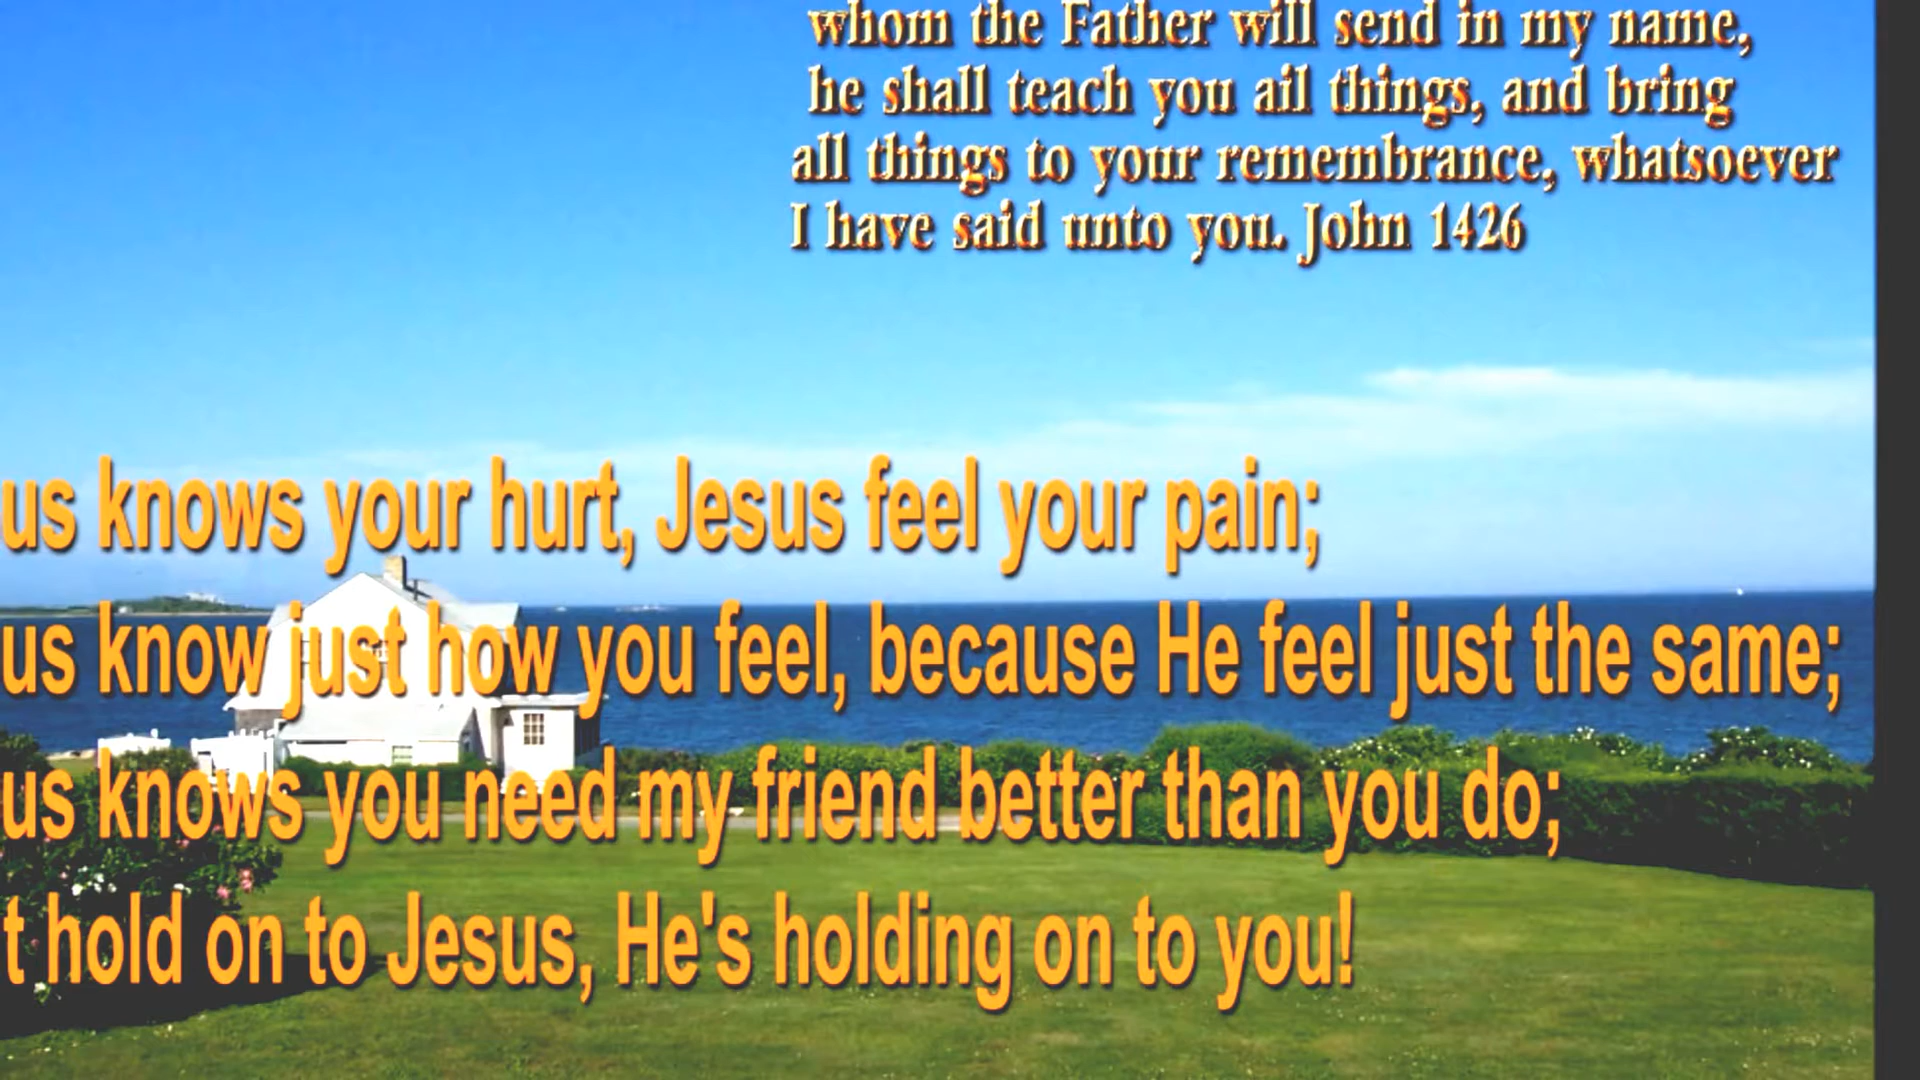 whom the Father will send in my name,
he shall teach you ail things, and bring
all things to your remembrance, whatsoever
I have said unto you. John 1426
us knows your hurt, Jesus feel your pain;
us know just how you feel, because He feel just the same;
us knows you need my friend better than you do;
t hold on to Jesus, He's holding on to you!